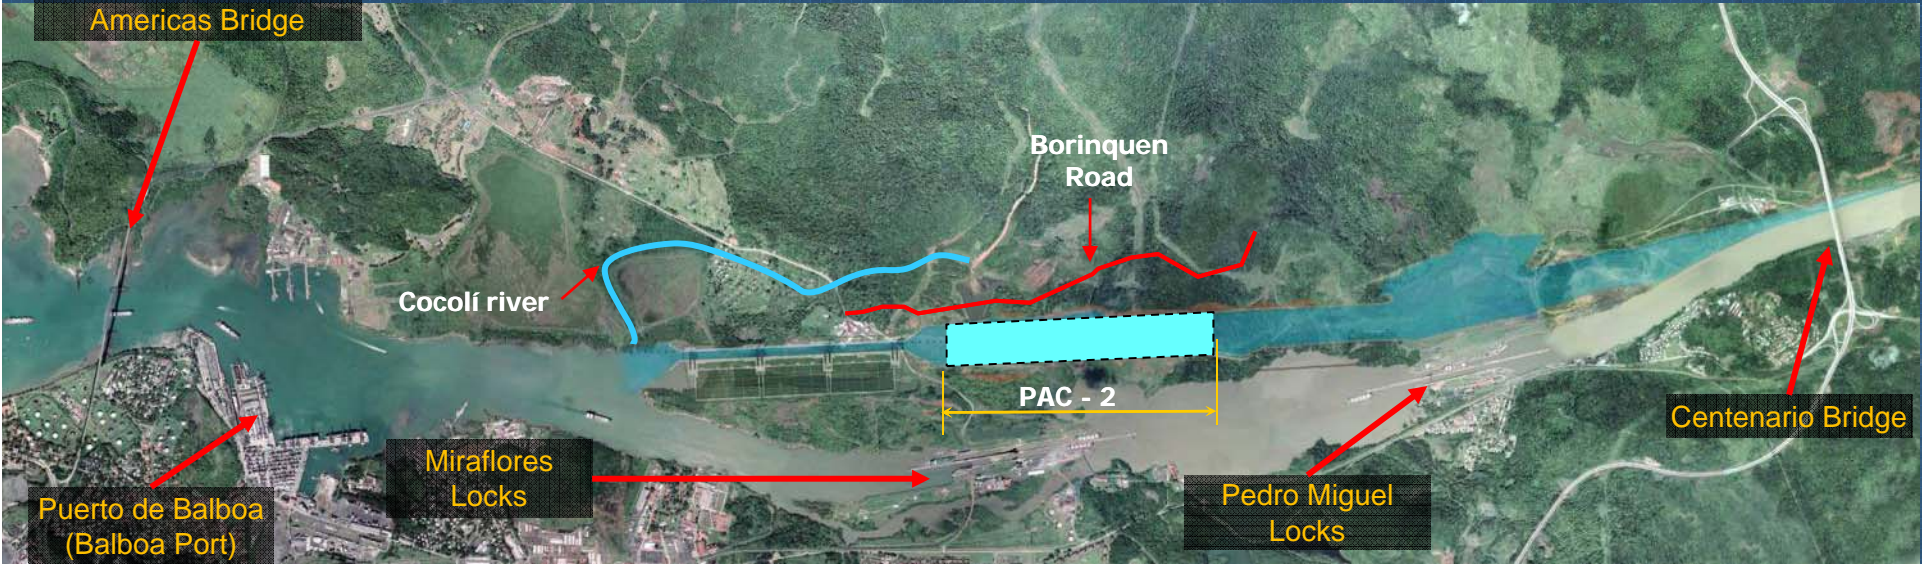 Americas Bridge
Borinquen
Road
Cocolí river
PAC - 2
Centenario Bridge
Miraflores
Locks
Pedro Miguel
Locks
Puerto de Balboa
(Balboa Port)